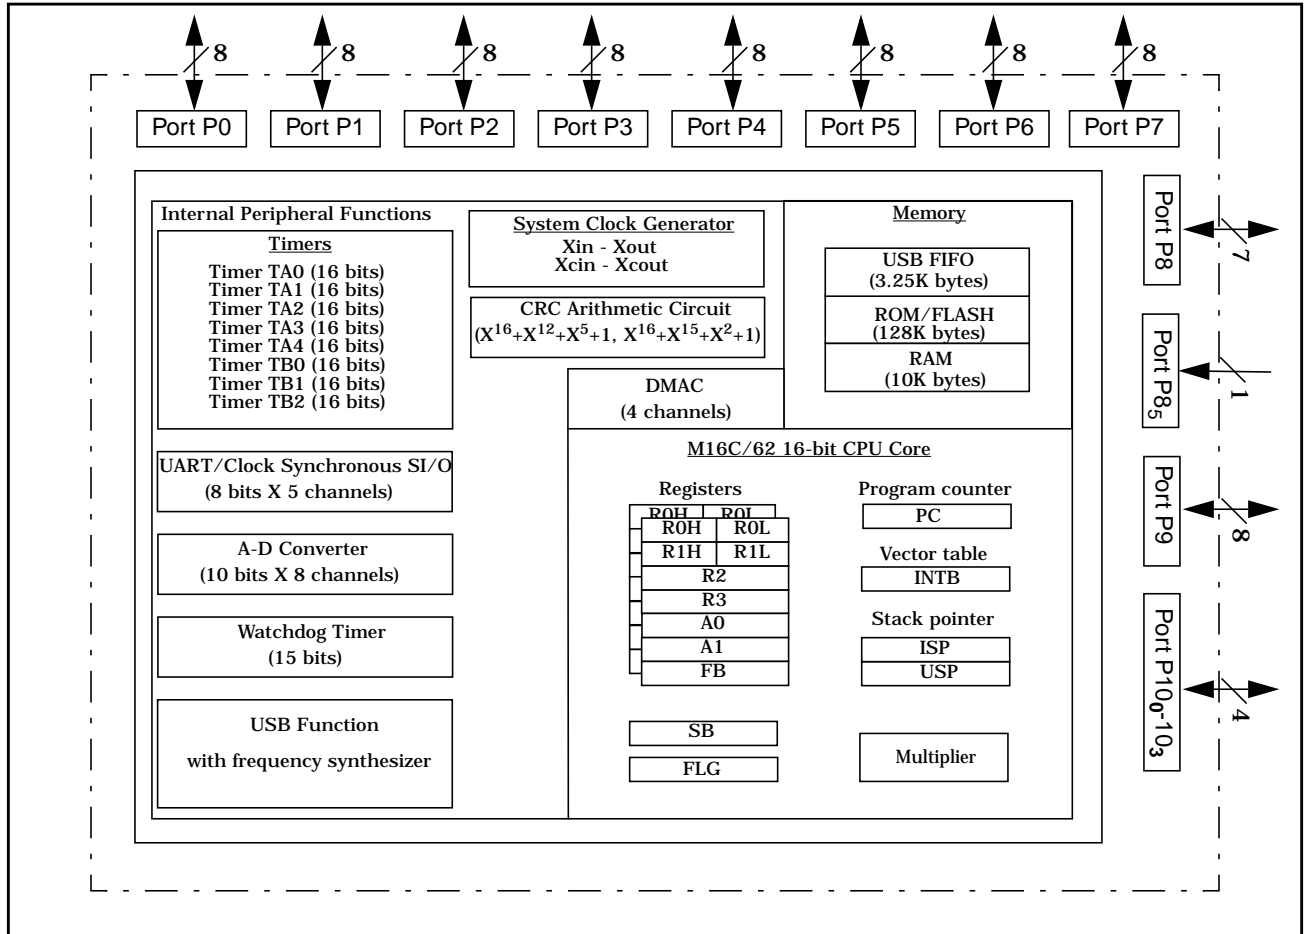 8 8 8 8 8 8 8 8
Port P0 Port P1 Port P2 Port P3 Port P4 Port P5 Port P6 Port P7
Internal Peripheral Functions
Timers
Timer TA0 (16 bits)
Timer TA1 (16 bits)
Timer TA2 (16 bits)
Timer TA3 (16 bits)
Timer TA4 (16 bits)
Timer TB0 (16 bits)
Timer TB1 (16 bits)
Timer TB2 (16 bits)
UART/Clock Synchronous SI/O
(8 bits X 5 channels)
A-D Converter
(10 bits X 8 channels)
Watchdog Timer
(15 bits)
USB Function
with frequency synthesizer
System Clock Generator
Xin - Xout
Xcin - Xcout
CRC Arithmetic Circuit
(X¹⁶+X¹²+X⁵+1, X¹⁶+X¹⁵+X²+1)
DMAC
(4 channels)
Memory
USB FIFO
(3.25K bytes)
ROM/FLASH
(128K bytes)
RAM
(10K bytes)
M16C/62 16-bit CPU Core
Registers
R0H R0L
R0H R0L
R1H R1L
R2
R3
A0
A1
FB
SB
FLG
Program counter
PC
Vector table
INTB
Stack pointer
ISP
USP
Multiplier
Port P8
7
Port P8₅
1
Port P9
8
Port P10₀-10₃
4